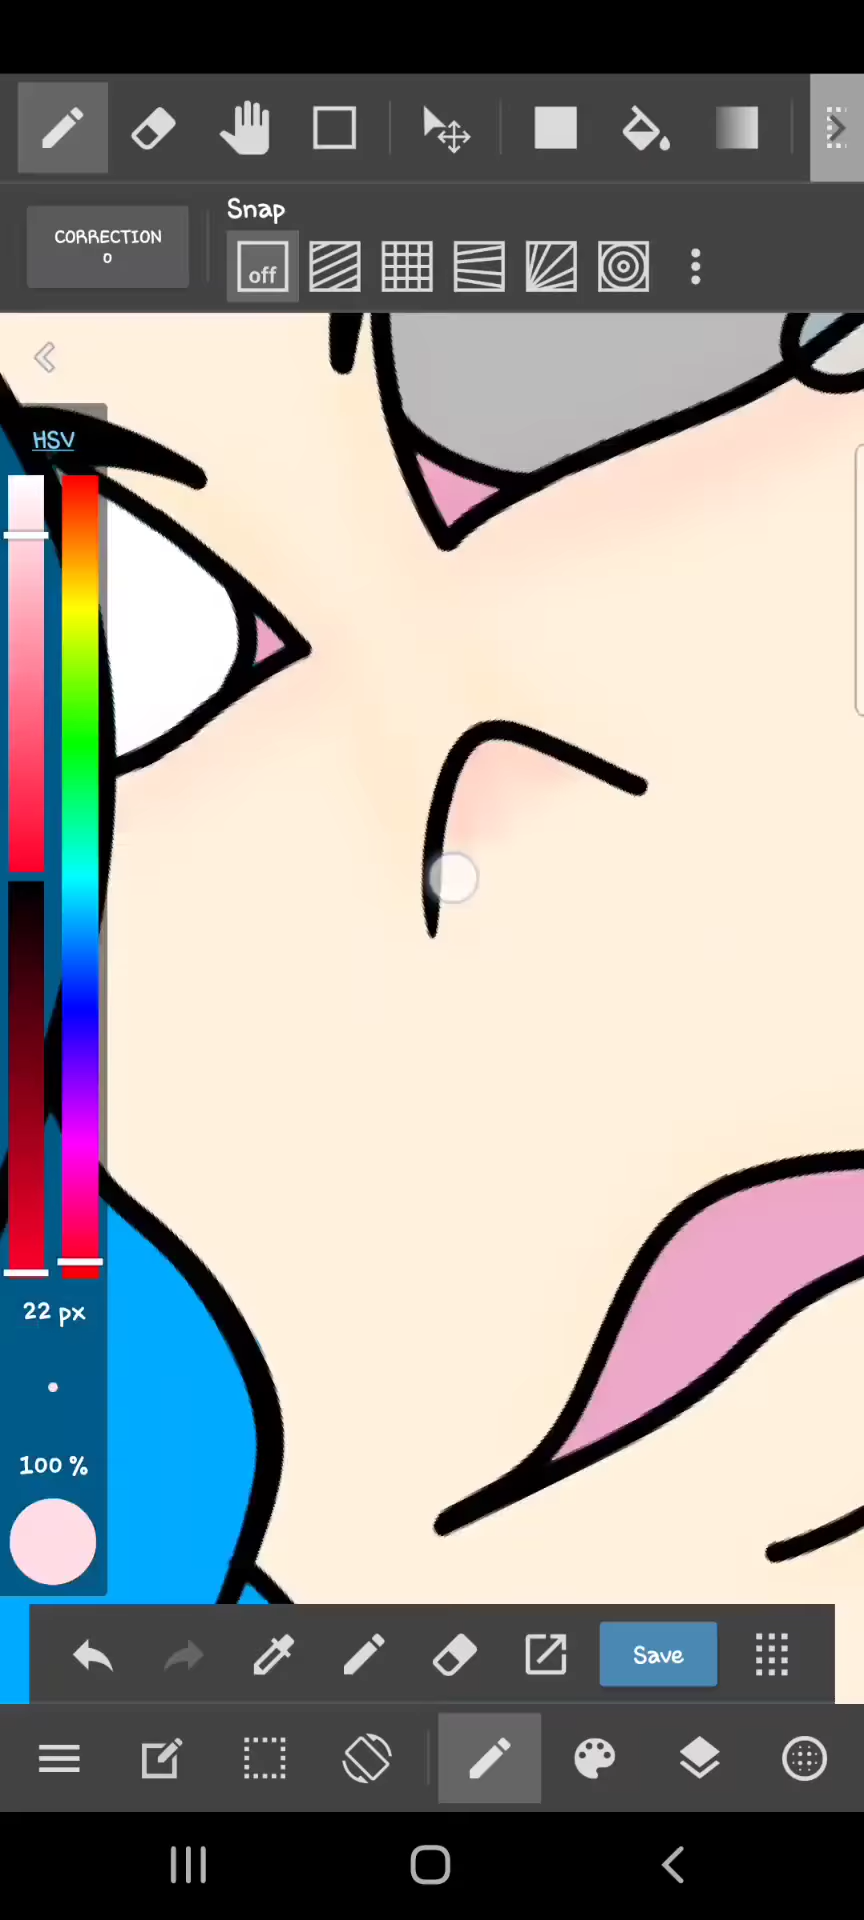 Snap
CORRECTION
0
off
HSV
22 px
100 %
Save